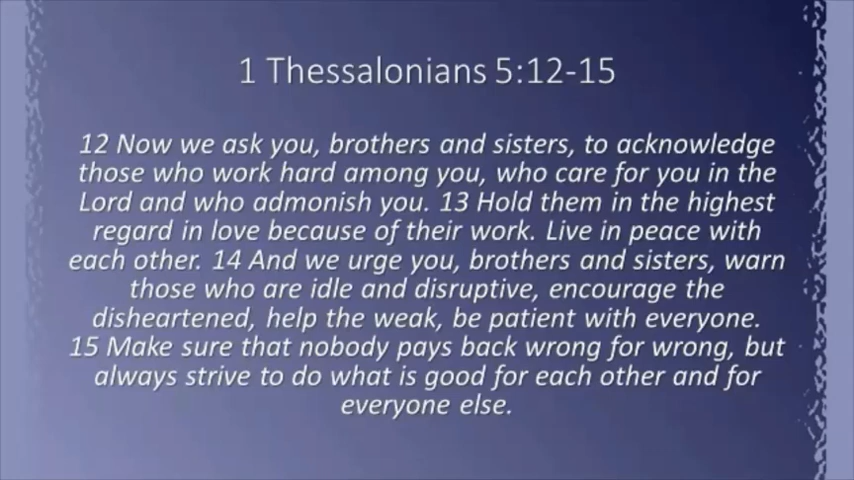 1 Thessalonians 5:12-15
12 Now we ask you, brothers and sisters, to acknowledge
those who work hard among you, who care for you in the
Lord and who admonish you. 13 Hold them in the highest
regard in love because of their work. Live in peace with
each other. 14 And we urge you, brothers and sisters, warn
those who are idle and disruptive, encourage the
disheartened, help the weak, be patient with everyone.
15 Make sure that nobody pays back wrong for wrong, but
always strive to do what is good for each other and for
everyone else.